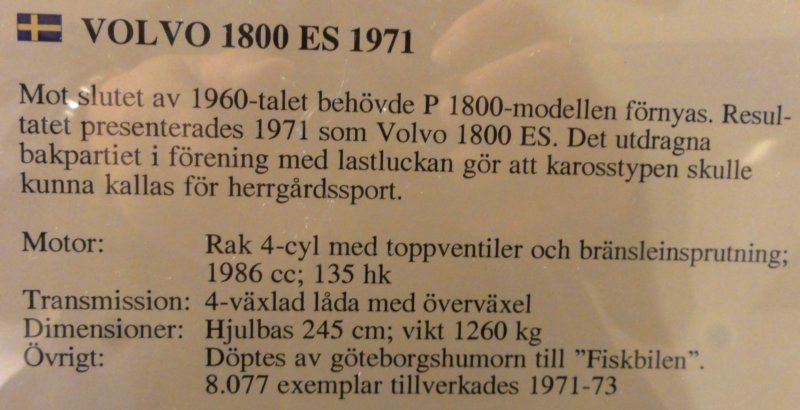 VOLVO 1800 ES 1971
Mot slutet av 1960-talet behövde P 1800-modellen förnyas. Resul-
tatet presenterades 1971 som Volvo 1800 ES. Det utdragna
bakpartiet i förening med lastluckan gör att karosstypen skulle
kunna kallas för herrgårdssport.
Motor: Rak 4-cyl med toppventiler och bränsleinsprutning;
1986 cc; 135 hk
Transmission: 4-växlad låda med överväxel
Dimensioner: Hjulbas 245 cm; vikt 1260 kg
Övrigt: Döptes av göteborgshumorn till ”Fiskbilen”.
8.077 exemplar tillverkades 1971-73